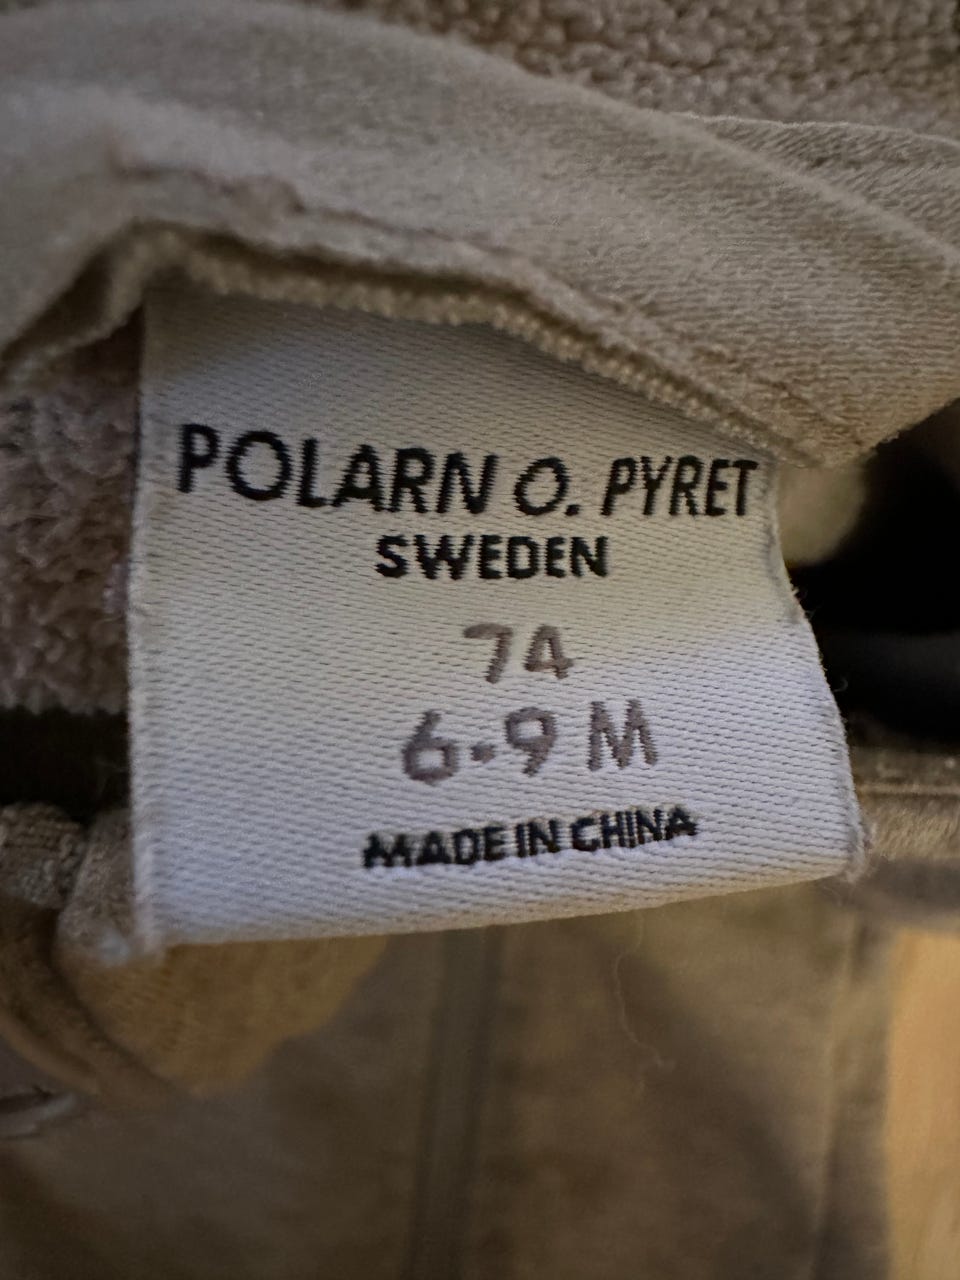 POLARN O. PYRET
SWEDEN
74
6-9 M
MADE IN CHINA